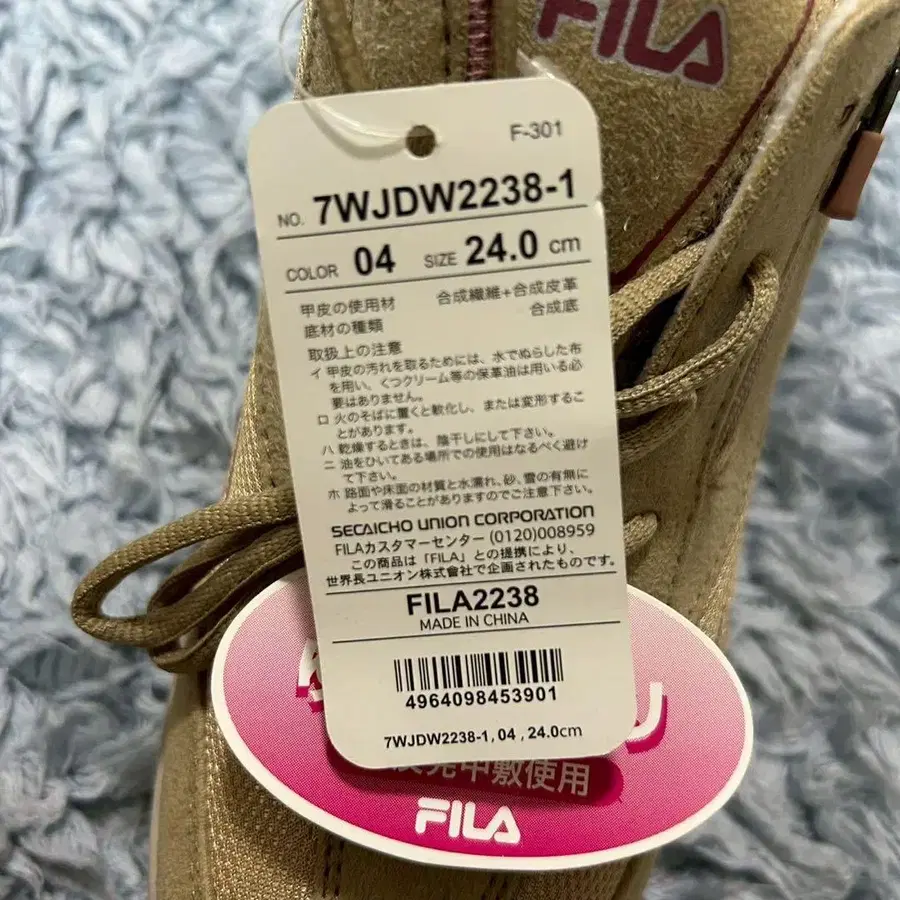 FILA
F-301
NO. 7WJDW2238-1
COLOR 04 SIZE 24.0 cm
甲皮の使用材 合成繊維+合成皮革
底材の種類 合成底
取扱上の注意
イ 甲皮の汚れを取るためには、水でぬらした布
を用い、くつクリーム等の保革油は用いる必
要はありません。
ロ 火のそばに置くと軟化し、または変形するこ
とがあります。
ハ 乾燥するときは、陰干しにして下さい。
ニ 油をひいてある場所での使用はなるべく避け
て下さい。
ホ 路面や床面の材質と水濡れ、砂、雪の有無に
よって滑ることがありますのでご注意下さい。
SECAICHO UNION CORPORATION
FILAカスタマーセンター (0120)008959
この商品は「FILA」との提携により、
世界長ユニオン株式會社で企画されたものです。
FILA2238
MADE IN CHINA
4964098453901
7WJDW2238-1, 04 , 24.0cm
反発中敷使用
FILA